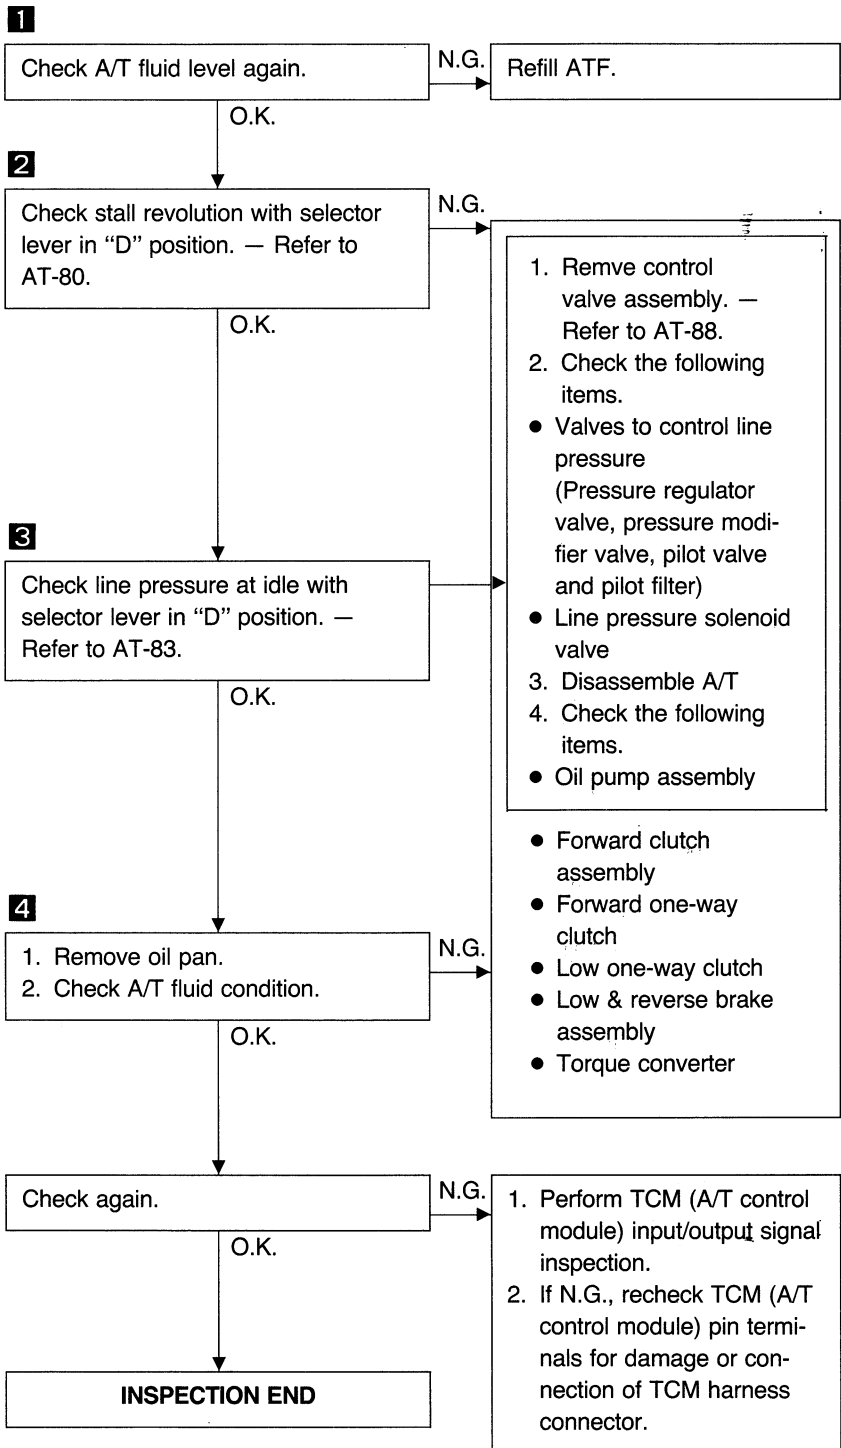 1
Check A/T fluid level again.
N.G.
Refill ATF.
O.K.
2
Check stall revolution with selector
lever in “D” position. — Refer to
AT-80.
N.G.
O.K.
1. Remve control
valve assembly. —
Refer to AT-88.
2. Check the following
items.
● Valves to control line
pressure
(Pressure regulator
valve, pressure modi-
fier valve, pilot valve
and pilot filter)
● Line pressure solenoid
valve
3. Disassemble A/T
4. Check the following
items.
● Oil pump assembly
● Forward clutch
assembly
● Forward one-way
clutch
● Low one-way clutch
● Low & reverse brake
assembly
● Torque converter
3
Check line pressure at idle with
selector lever in “D” position. —
Refer to AT-83.
O.K.
4
1. Remove oil pan.
2. Check A/T fluid condition.
N.G.
O.K.
Check again.
N.G.
O.K.
1. Perform TCM (A/T control
module) input/output signal
inspection.
2. If N.G., recheck TCM (A/T
control module) pin termi-
nals for damage or con-
nection of TCM harness
connector.
INSPECTION END